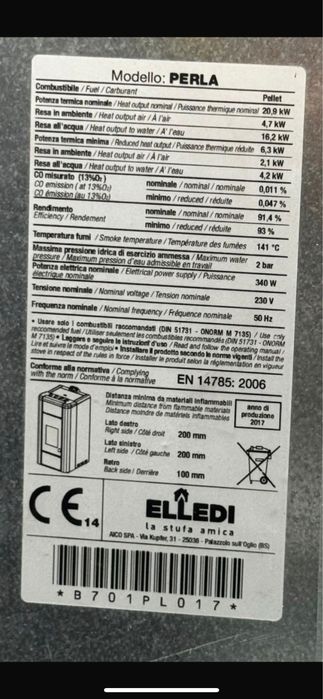 Modello: PERLA
Combustibile / Fuel / Carburant Pellet
Potenza termica nominale / Heat output nominal / Puissance thermique nominal 20,9 kW
Resa in ambiente / Heat output air / À l'air 4,7 kW
Resa all'acqua / Heat output to water / A' l'eau 16,2 kW
Potenza termica minima / Reduced heat output / Puissance thermique réduite 6,3 kW
Resa in ambiente / Heat output air / À l'air 2,1 kW
Resa all'acqua / Heat output to water / A' l'eau 4,2 kW
CO misurato (13%O₂) nominale / nominal / nominale 0,011 %
CO emission (at 13%O₂)
CO émission (au 13%O₂) minimo / reduced / réduite 0,047 %
Rendimento nominale / nominal / nominale 91,4 %
Efficiency / Rendement minimo / reduced / réduite 93 %
Temperatura fumi / Smoke temperature / Température des fumées 141 °C
Massima pressione idrica di esercizio ammessa / Maximum water
pressure / Maximum pression d'eau admissible en travail 2 bar
Potenza elettrica nominale / Elettrical power supply / Puissance
électrique nominale 340 W
Tensione nominale / Nominal voltage / Tension nominale 230 V
Frequenza nominale / Nominal frequency / Fréquence nominale 50 Hz
• Usare solo i combustibili raccomandati (DIN 51731 - ONORM M 7135) / Use only
reccomended fuel / Utiliser seulement les combustibles recommandés (DIN 51731 - ONORM
M 7135) • Leggere e seguire le istruzioni d'uso / Read and follow the operating manual /
Lire et suivre le mode d'emploi • Installare il prodotto secondo le norme vigenti / Install the
stove in respect of the rules in force / Installer le produit selon la réglementation en vigueur
Conforme alla normativa / Complying
with the norm / Conforme à la normative EN 14785: 2006
Distanza minima da materiali infiammabili
Minimum distance from flammable materials
Distance moindre de matériels inflammables
anno di
produzione
2017
Lato destro
Right side / Côté droit 200 mm
Lato sinistro
Left side / Côté gauche 200 mm
Retro
Back side / Derrière 100 mm
CE 14
ELLEDI
la stufa amica
AICO SPA - Via Kupfer, 31 - 25036 - Palazzolo sull'Oglio (BS)
*B701PL017*